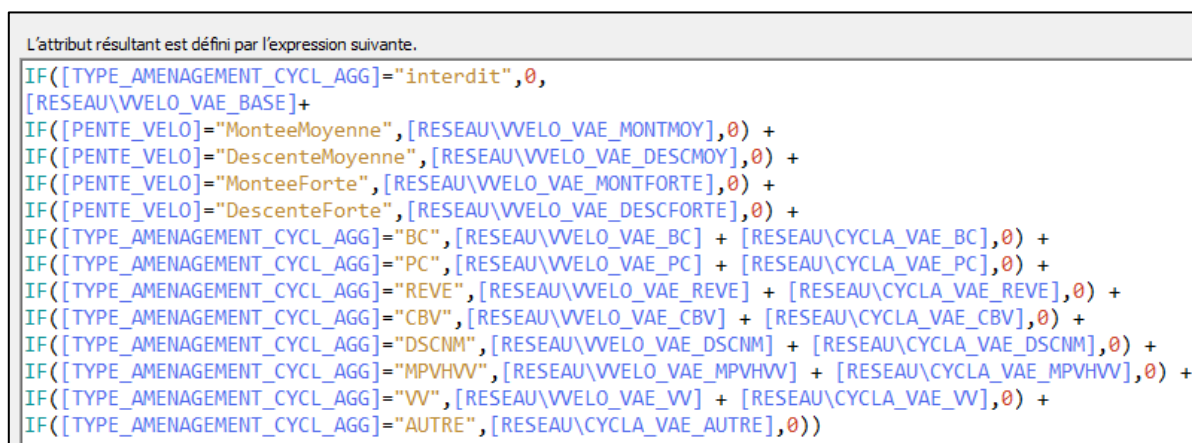 L'attribut résultant est défini par l'expression suivante.
IF([TYPE_AMENAGEMENT_CYCL_AGG]="interdit",0,
[RESEAU\VVELO_VAE_BASE]+
IF([PENTE_VELO]="MonteeMoyenne",[RESEAU\VVELO_VAE_MONTMOY],0) +
IF([PENTE_VELO]="DescenteMoyenne",[RESEAU\VVELO_VAE_DESCMOY],0) +
IF([PENTE_VELO]="MonteeForte",[RESEAU\VVELO_VAE_MONTFORTE],0) +
IF([PENTE_VELO]="DescenteForte",[RESEAU\VVELO_VAE_DESCFORTE],0) +
IF([TYPE_AMENAGEMENT_CYCL_AGG]="BC",[RESEAU\VVELO_VAE_BC] + [RESEAU\CYCLA_VAE_BC],0) +
IF([TYPE_AMENAGEMENT_CYCL_AGG]="PC",[RESEAU\VVELO_VAE_PC] + [RESEAU\CYCLA_VAE_PC],0) +
IF([TYPE_AMENAGEMENT_CYCL_AGG]="REVE",[RESEAU\VVELO_VAE_REVE] + [RESEAU\CYCLA_VAE_REVE],0) +
IF([TYPE_AMENAGEMENT_CYCL_AGG]="CBV",[RESEAU\VVELO_VAE_CBV] + [RESEAU\CYCLA_VAE_CBV],0) +
IF([TYPE_AMENAGEMENT_CYCL_AGG]="DSCNM",[RESEAU\VVELO_VAE_DSCNM] + [RESEAU\CYCLA_VAE_DSCNM],0) +
IF([TYPE_AMENAGEMENT_CYCL_AGG]="MPVHVV",[RESEAU\VVELO_VAE_MPVHVV] + [RESEAU\CYCLA_VAE_MPVHVV],0) +
IF([TYPE_AMENAGEMENT_CYCL_AGG]="VV",[RESEAU\VVELO_VAE_VV] + [RESEAU\CYCLA_VAE_VV],0) +
IF([TYPE_AMENAGEMENT_CYCL_AGG]="AUTRE",[RESEAU\CYCLA_VAE_AUTRE],0))